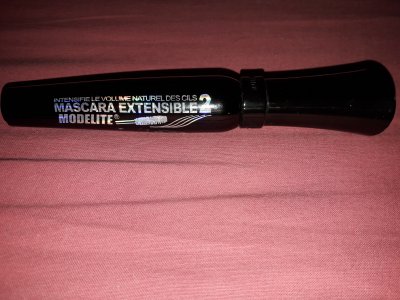 INTENSIFIE LE VOLUME NATUREL DES CILS
MASCARA EXTENSIBLE 2
MODELITE®